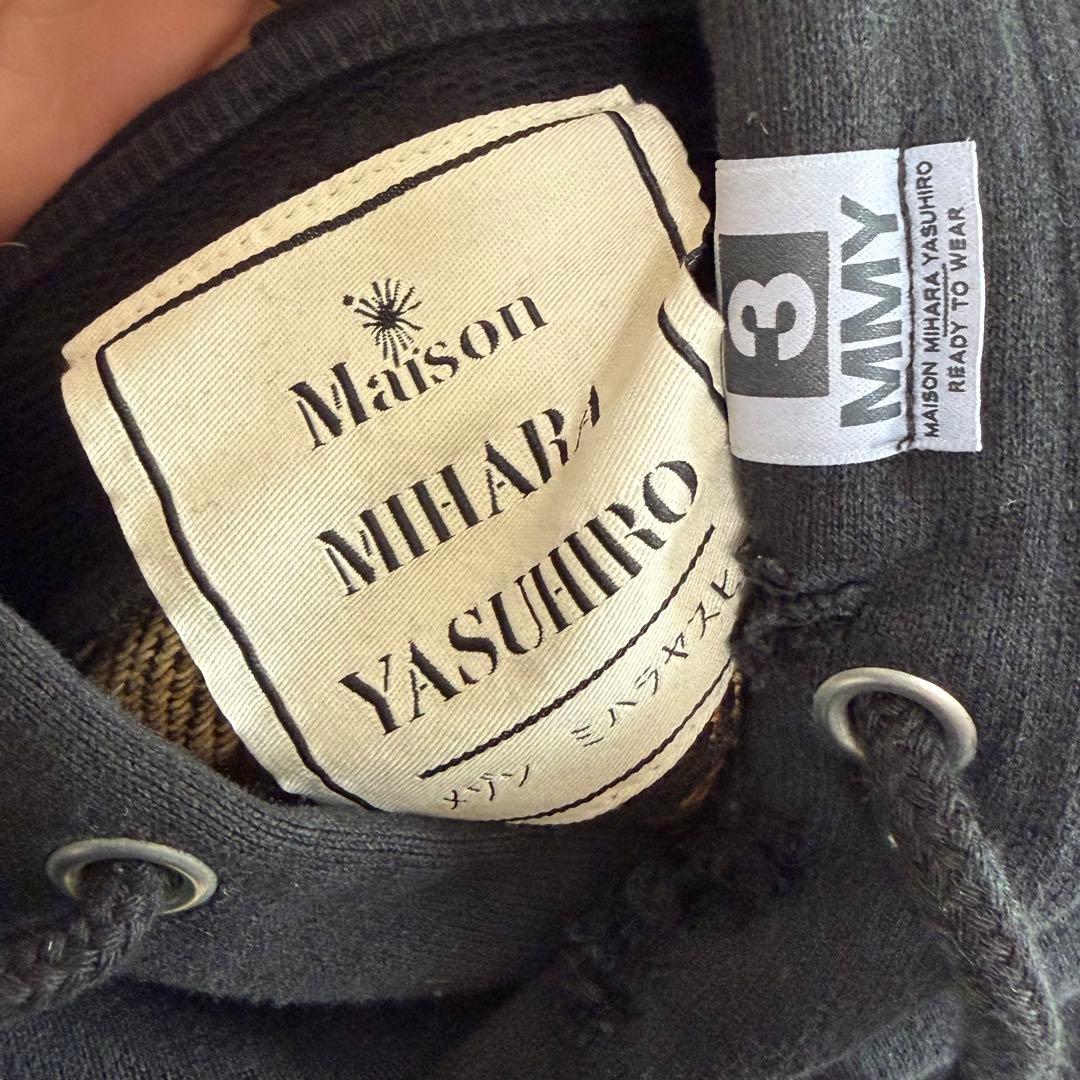 Maison
MIHARA
YASUHIRO
メゾン ミハラヤスヒ
3
MMY
MAISON MIHARA YASUHIRO
READY TO WEAR